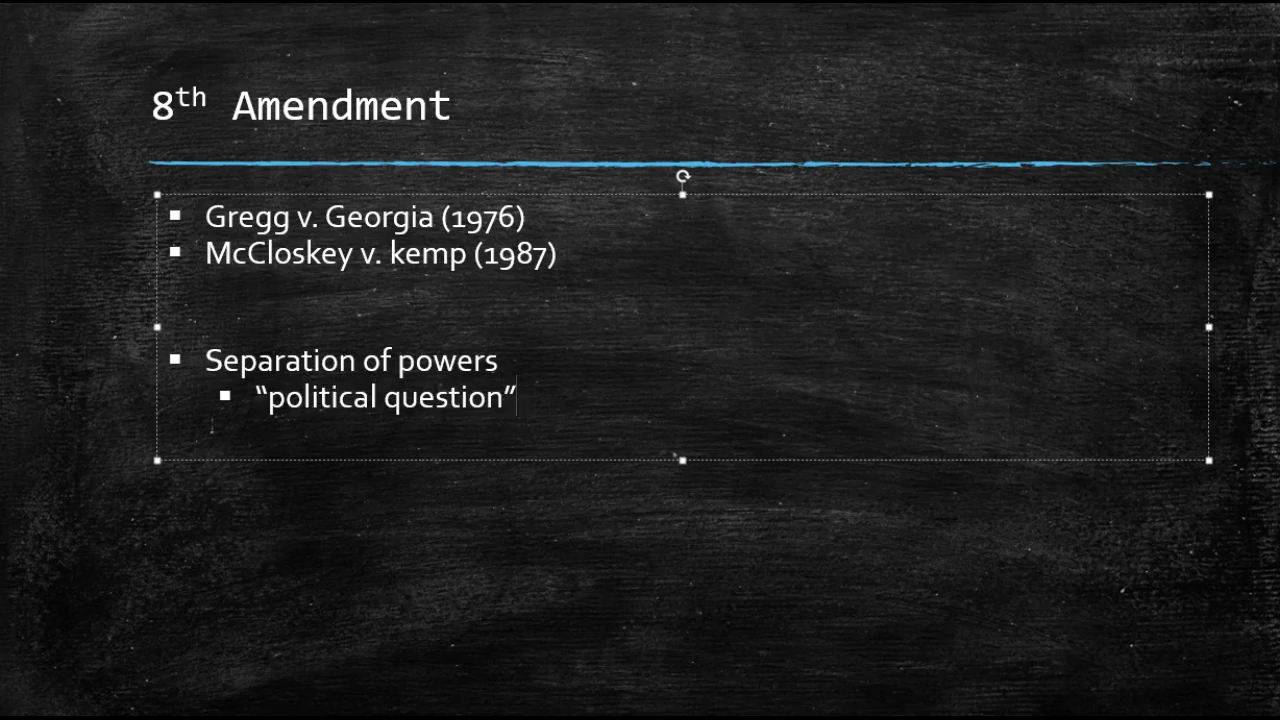 8th Amendment
Gregg v. Georgia (1976)
McCloskey v. kemp (1987)
Separation of powers
“political question”